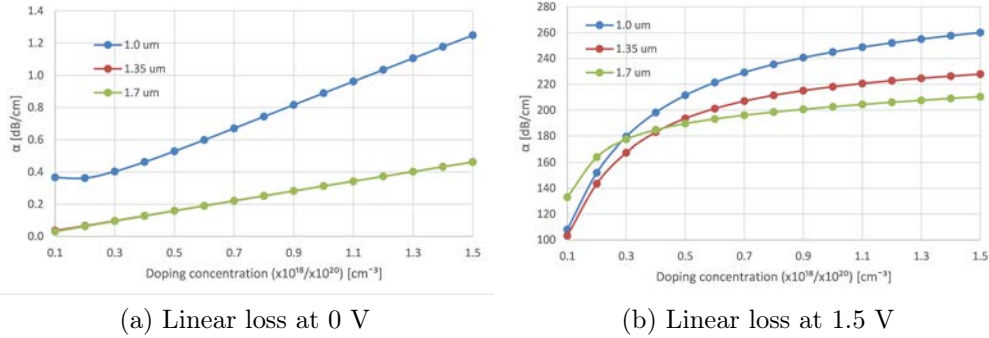 1.4
1.2
1.0
0.8
0.6
0.4
0.2
0.0
α [dB/cm]
1.0 um
1.35 um
1.7 um
0.1 0.3 0.5 0.7 0.9 1.1 1.3 1.5
Doping concentration (x10¹⁸/x10²⁰) [cm⁻³]
(a) Linear loss at 0 V
280
260
240
220
200
180
160
140
120
100
α [dB/cm]
1.0 um
1.35 um
1.7 um
0.1 0.3 0.5 0.7 0.9 1.1 1.3 1.5
Doping concentration (x10¹⁸/x10²⁰) [cm⁻³]
(b) Linear loss at 1.5 V